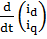 d/dt (i_d
i_q)